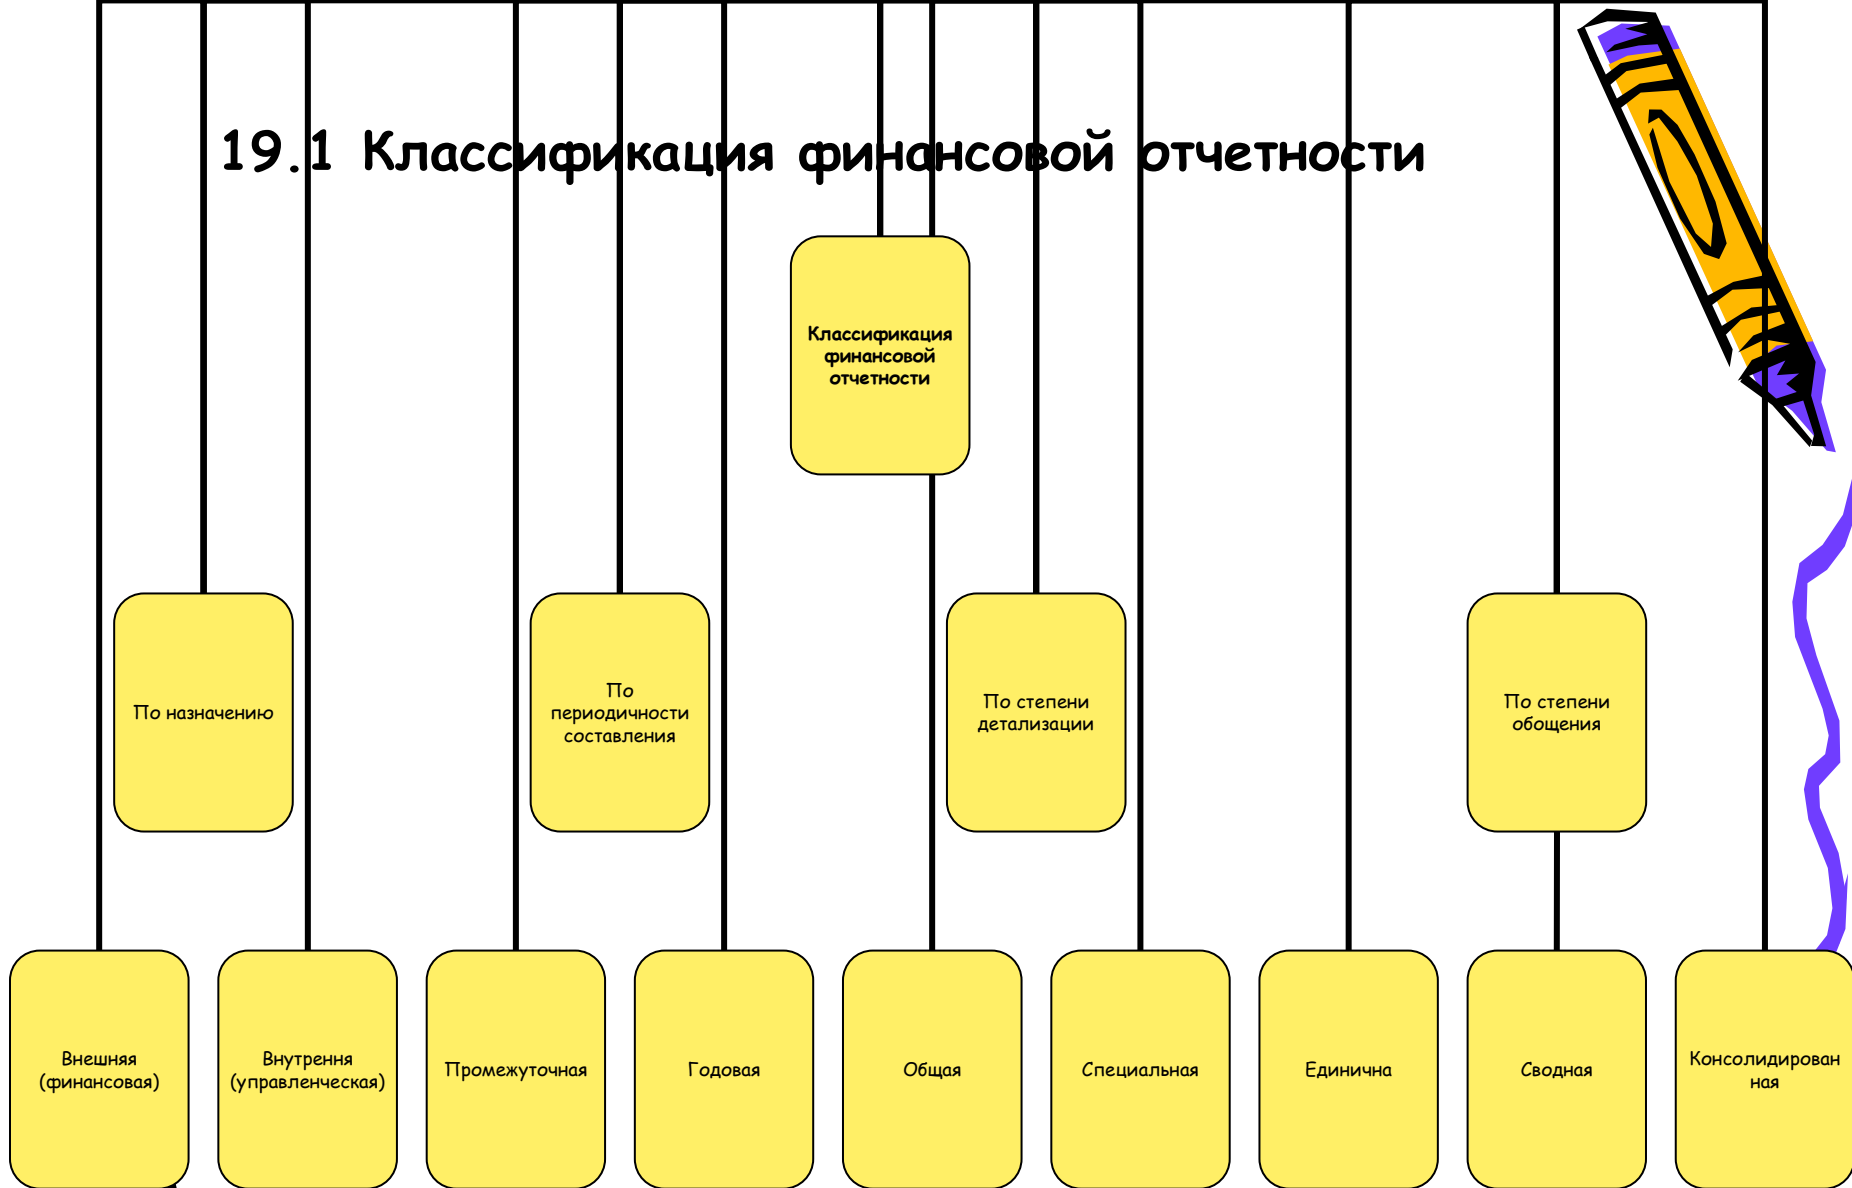 19.1 Классификация финансовой отчетности
Классификация
финансовой
отчетности
По назначению
По
периодичности
составления
По степени
детализации
По степени
обощения
Внешняя
(финансовая)
Внутрення
(управленческая)
Промежуточная
Годовая
Общая
Специальная
Единична
Сводная
Консолидирован
ная